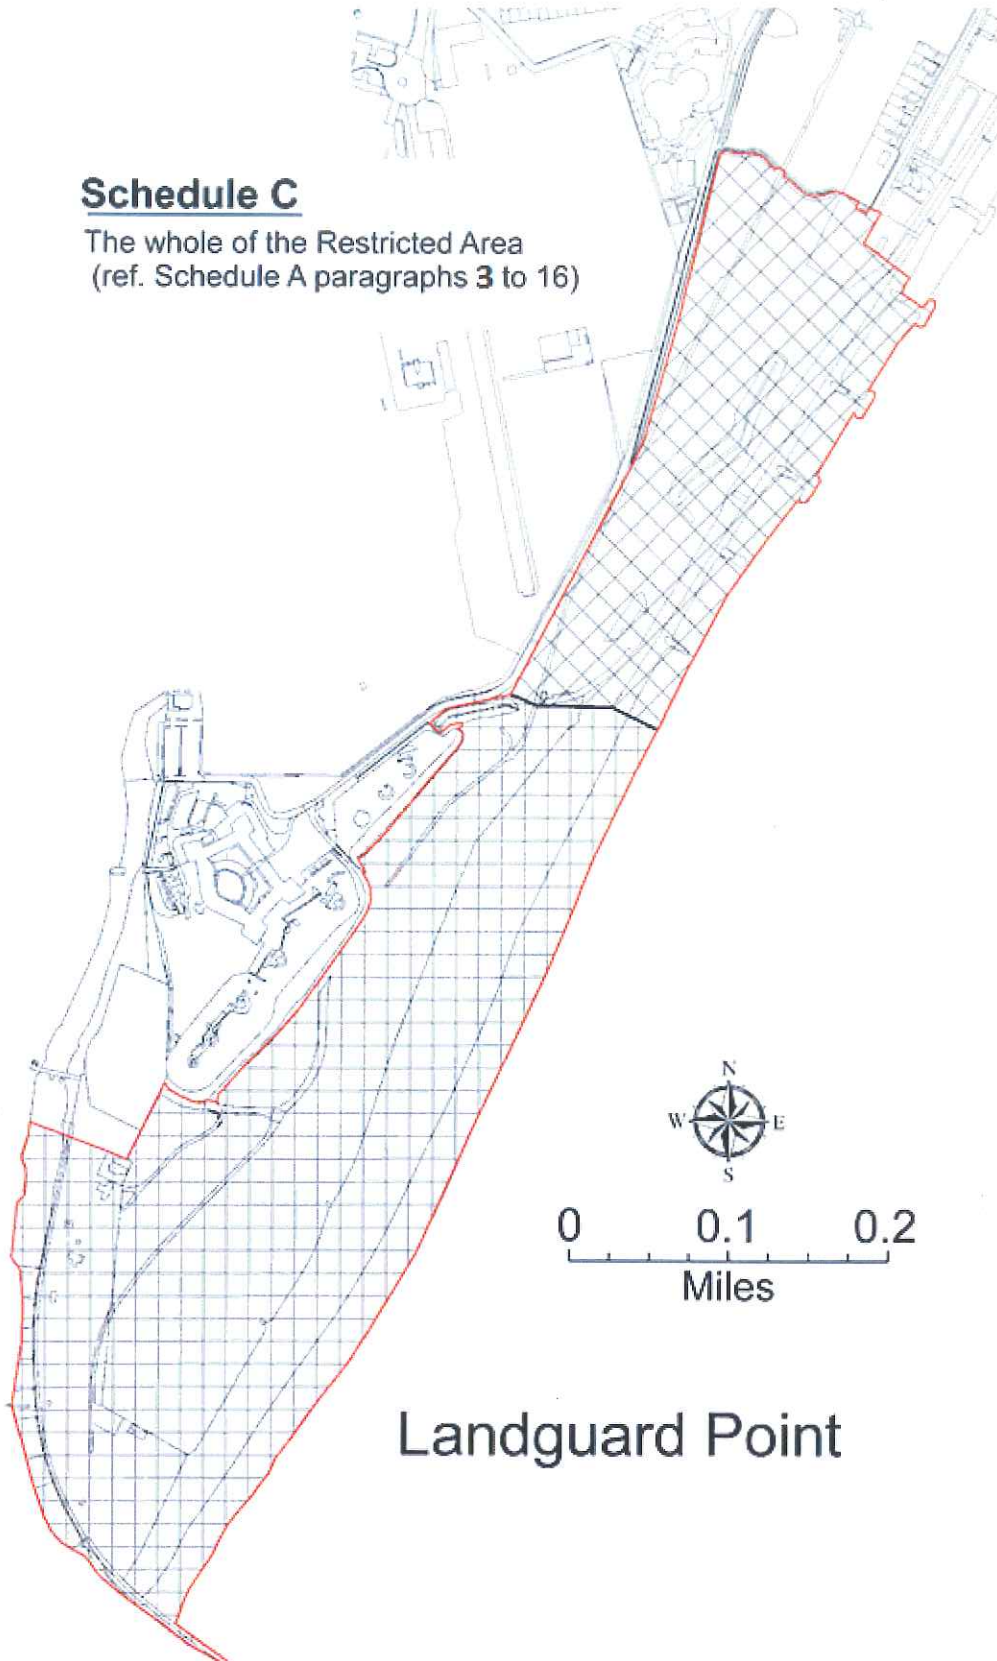 Schedule C
The whole of the Restricted Area
(ref. Schedule A paragraphs 3 to 16)
N
W E
S
0 0.1 0.2
Miles
Landguard Point